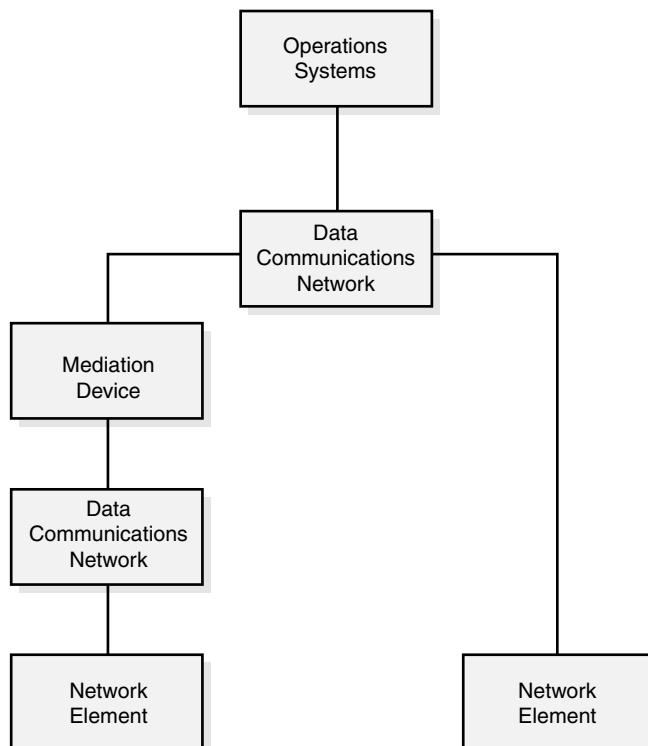 Operations
Systems
Data
Communications
Network
Mediation
Device
Data
Communications
Network
Network
Element
Network
Element